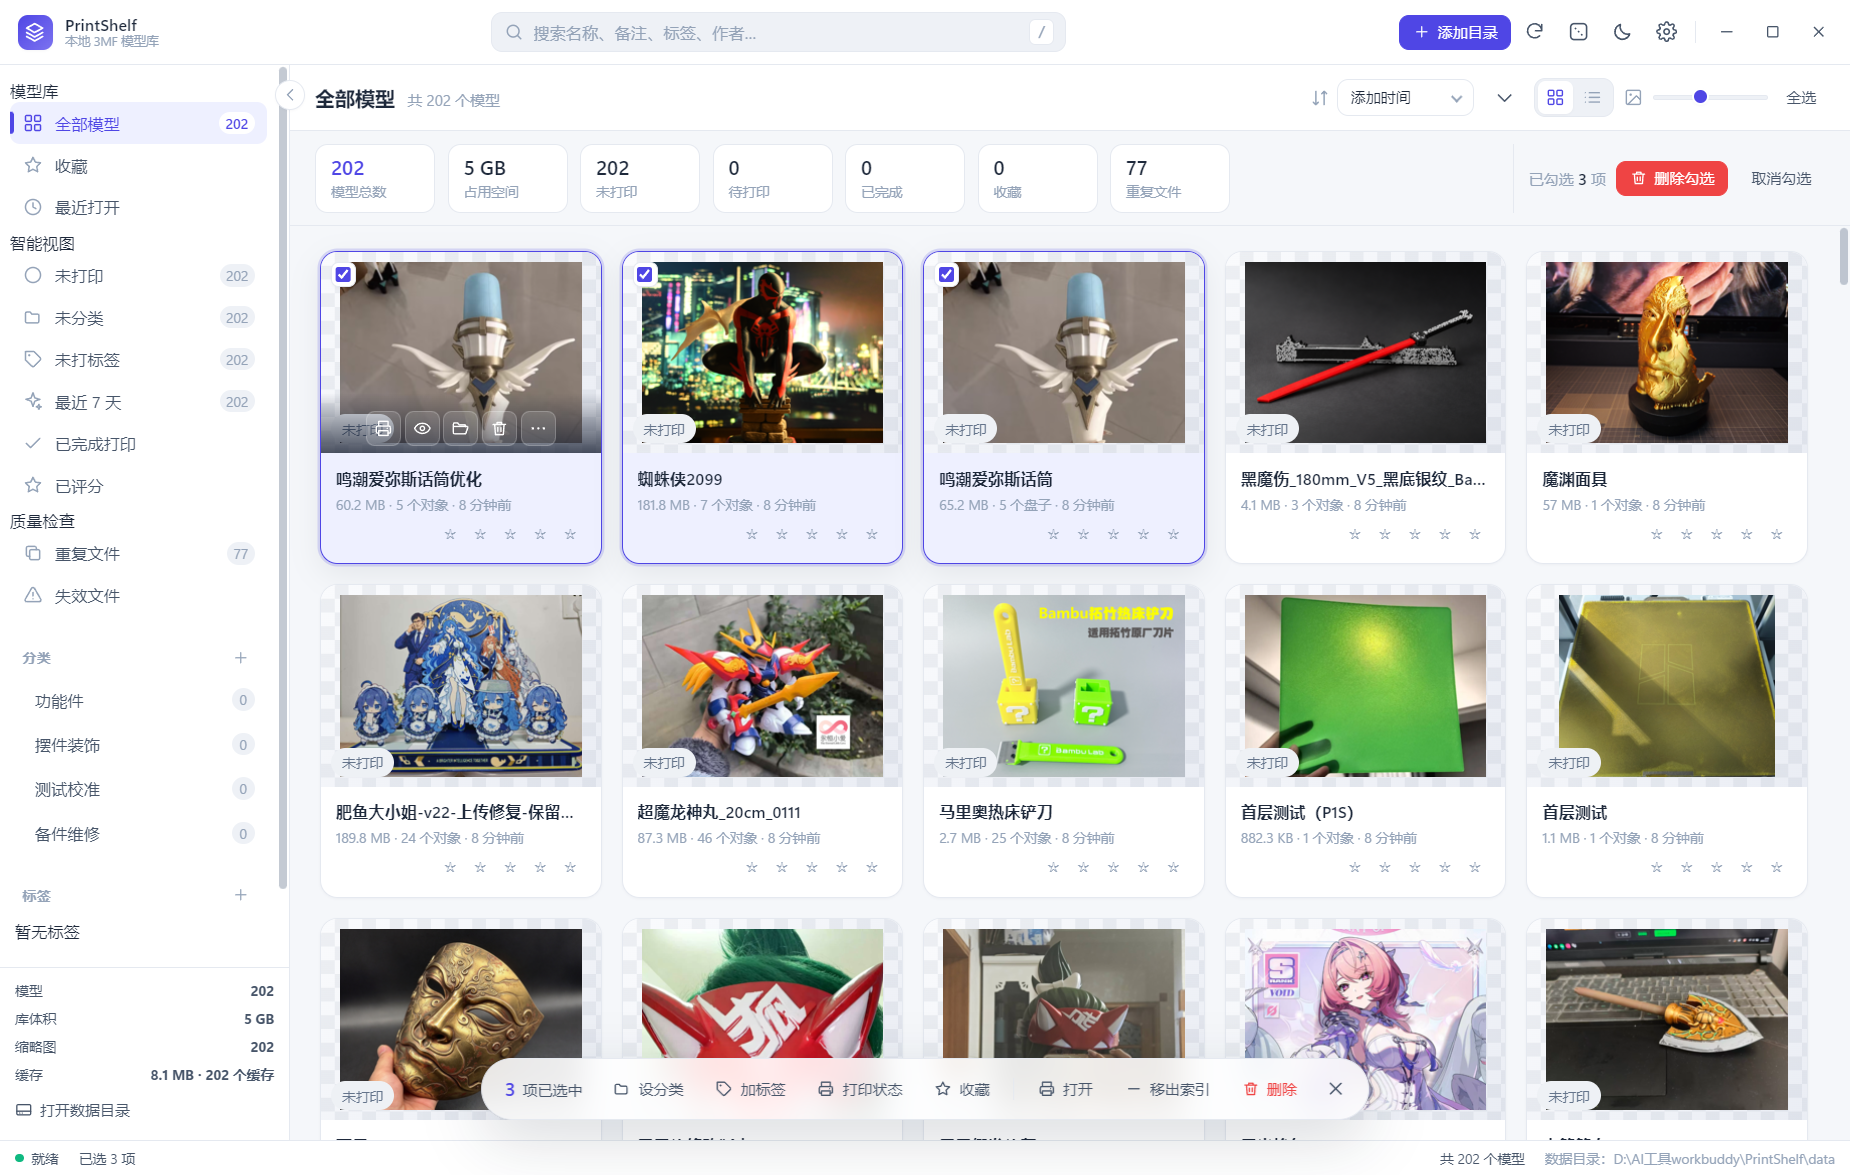 PrintShelf
本地 3MF 模型库
搜索名称、备注、标签、作者...
/
添加目录
模型库
全部模型 202
收藏
最近打开
智能视图
未打印 202
未分类 202
未打标签 202
最近 7 天 202
已完成打印
已评分
质量检查
重复文件 77
失效文件
分类
功能件 0
摆件装饰 0
测试校准 0
备件维修 0
标签
暂无标签
模型 202
库体积 5 GB
缩略图 202
缓存 8.1 MB · 202 个缓存
打开数据目录
全部模型 共 202 个模型
添加时间
全选
202
模型总数
5 GB
占用空间
202
未打印
0
待打印
0
已完成
0
收藏
77
重复文件
已勾选 3 项
删除勾选
取消勾选
未打
鸣潮爱弥斯话筒优化
60.2 MB · 5 个对象 · 8 分钟前
未打印
蜘蛛侠2099
181.8 MB · 7 个对象 · 8 分钟前
未打印
鸣潮爱弥斯话筒
65.2 MB · 5 个盘子 · 8 分钟前
未打印
黑魔伤_180mm_V5_黑底银纹_Ba...
4.1 MB · 3 个对象 · 8 分钟前
未打印
魔渊面具
57 MB · 1 个对象 · 8 分钟前
未打印
肥鱼大小姐-v22-上传修复-保留...
189.8 MB · 24 个对象 · 8 分钟前
未打印
超魔龙神丸_20cm_0111
87.3 MB · 46 个对象 · 8 分钟前
Bambu拓竹热床铲刀
适用拓竹原厂刀片
Bambu Lab
未打印
马里奥热床铲刀
2.7 MB · 25 个对象 · 8 分钟前
未打印
首层测试（P1S）
882.3 KB · 1 个对象 · 8 分钟前
未打印
首层测试
1.1 MB · 1 个对象 · 8 分钟前
未打印
S
RANK
VOID
未打印
3 项已选中
设分类
加标签
打印状态
收藏
打开
移出索引
删除
就绪
已选 3 项
共 202 个模型
数据目录: D:\AI工具workbuddy\PrintShelf\data